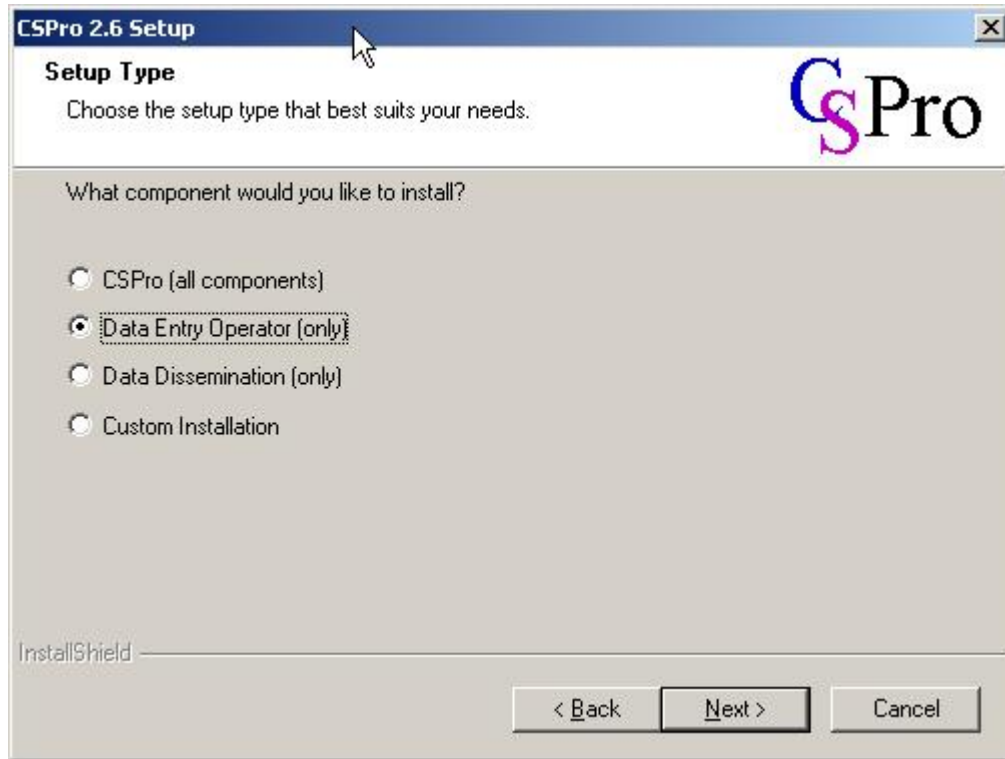 CSPro 2.6 Setup
Setup Type
Choose the setup type that best suits your needs.
CSPro
What component would you like to install?
CSPro (all components)
Data Entry Operator (only)
Data Dissemination (only)
Custom Installation
InstallShield
< Back Next > Cancel